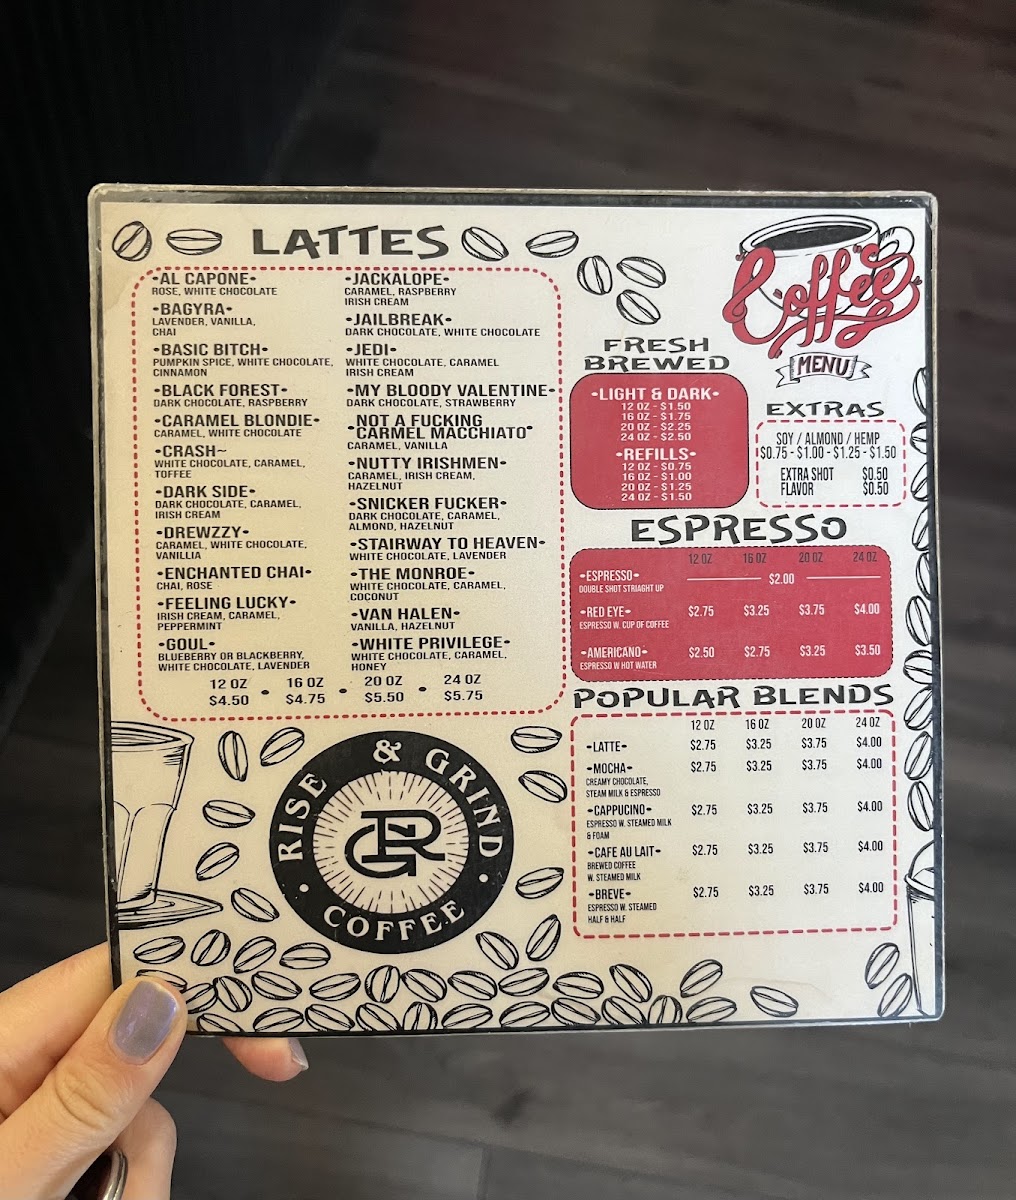 LATTES
•AL CAPONE•
ROSE, WHITE CHOCOLATE
•BAGYRA•
LAVENDER, VANILLA,
CHAI
•BASIC BITCH•
PUMPKIN SPICE, WHITE CHOCOLATE,
CINNAMON
•BLACK FOREST•
DARK CHOCOLATE, RASPBERRY
•CARAMEL BLONDIE•
CARAMEL, WHITE CHOCOLATE
•CRASH~
WHITE CHOCOLATE, CARAMEL,
TOFFEE
•DARK SIDE•
DARK CHOCOLATE, CARAMEL,
IRISH CREAM
•DREWZZY•
CARAMEL, WHITE CHOCOLATE,
VANILLIA
•ENCHANTED CHAI•
CHAI, ROSE
•FEELING LUCKY•
IRISH CREAM, CARAMEL,
PEPPERMINT
•GOUL•
BLUEBERRY OR BLACKBERRY,
WHITE CHOCOLATE, LAVENDER
•JACKALOPE•
CARAMEL, RASPBERRY
IRISH CREAM
•JAILBREAK•
DARK CHOCOLATE, WHITE CHOCOLATE
•JEDI•
WHITE CHOCOLATE, CARAMEL
IRISH CREAM
•MY BLOODY VALENTINE•
DARK CHOCOLATE, STRAWBERRY
•NOT A FUCKING
CARMEL MACCHIATO•
CARAMEL, VANILLA
•NUTTY IRISHMEN•
CARAMEL, IRISH CREAM,
HAZELNUT
•SNICKER FUCKER•
DARK CHOCOLATE, CARAMEL,
ALMOND, HAZELNUT
•STAIRWAY TO HEAVEN•
WHITE CHOCOLATE, LAVENDER
•THE MONROE•
WHITE CHOCOLATE, CARAMEL,
COCONUT
•VAN HALEN•
VANILLA, HAZELNUT
•WHITE PRIVILEGE•
WHITE CHOCOLATE, CARAMEL,
HONEY
12 OZ • 16 OZ • 20 OZ • 24 OZ
$4.50 $4.75 $5.50 $5.75
RISE & GRIND
GR
• COFFEE •
"Coffee"
MENU
FRESH
BREWED
•LIGHT & DARK•
12 OZ - $1.50
16 OZ - $1.75
20 OZ - $2.25
24 OZ - $2.50
•REFILLS•
12 OZ - $0.75
16 OZ - $1.00
20 OZ - $1.25
24 OZ - $1.50
EXTRAS
SOY / ALMOND / HEMP
$0.75 - $1.00 - $1.25 - $1.50
EXTRA SHOT $0.50
FLAVOR $0.50
ESPRESSO
12 OZ 16 OZ 20 OZ 24 OZ
•ESPRESSO• $2.00
DOUBLE SHOT STRIAGHT UP
•RED EYE• $2.75 $3.25 $3.75 $4.00
ESPRESSO W. CUP OF COFFEE
•AMERICANO• $2.50 $2.75 $3.25 $3.50
ESPRESSO W HOT WATER
POPULAR BLENDS
12 OZ 16 OZ 20 OZ 24 OZ
•LATTE• $2.75 $3.25 $3.75 $4.00
•MOCHA• $2.75 $3.25 $3.75 $4.00
CREAMY CHOCOLATE,
STEAM MILK & ESPRESSO
•CAPPUCINO• $2.75 $3.25 $3.75 $4.00
ESPRESSO W. STEAMED MILK
& FOAM
•CAFE AU LAIT• $2.75 $3.25 $3.75 $4.00
BREWED COFFEE
W. STEAMED MILK
•BREVE• $2.75 $3.25 $3.75 $4.00
ESPRESSO W. STEAMED
HALF & HALF